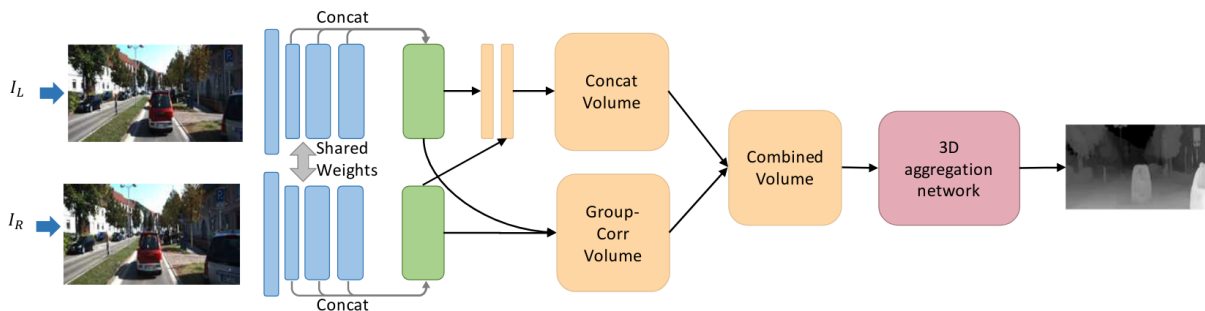 Concat
I_L
Concat
Volume
Shared
Weights
Combined
Volume
3D
aggregation
network
I_R
Group-
Corr
Volume
Concat